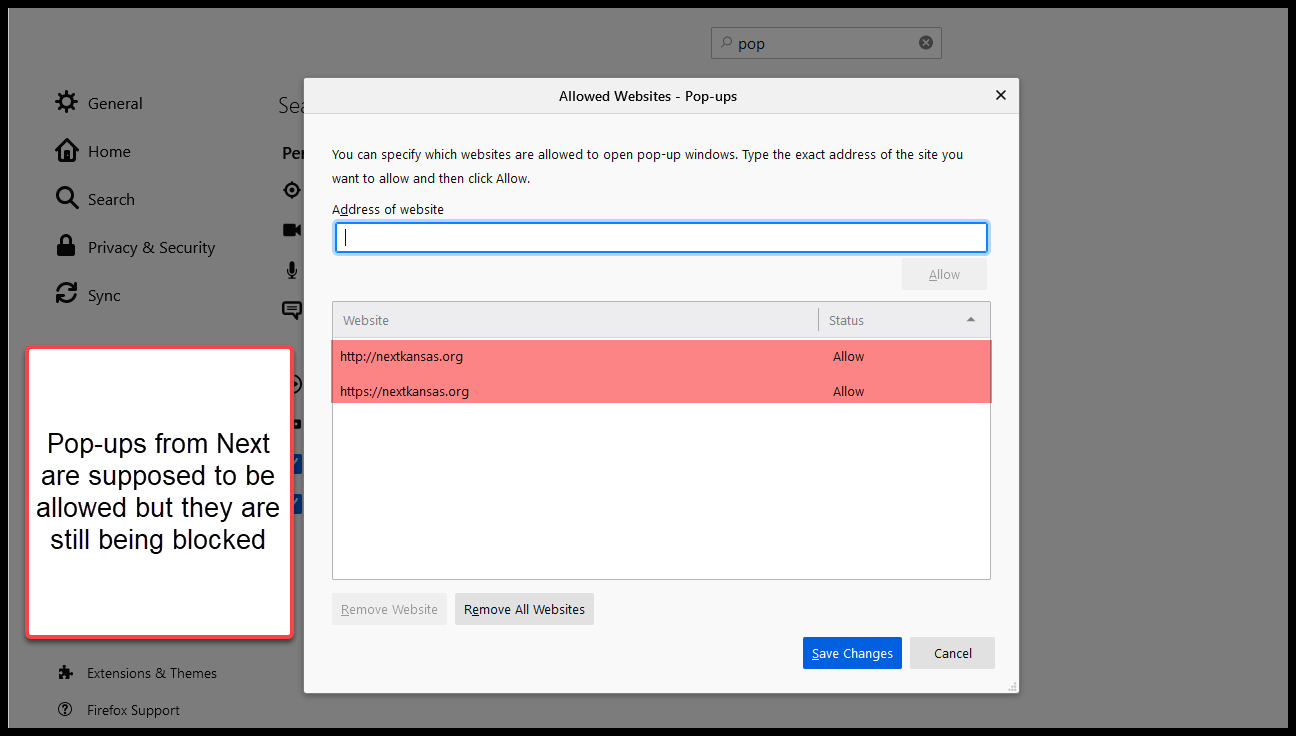 pop
General
Home
Search
Privacy & Security
Sync
Sea
Per
Allowed Websites - Pop-ups
You can specify which websites are allowed to open pop-up windows. Type the exact address of the site you
want to allow and then click Allow.
Address of website
Allow
Website Status
http://nextkansas.org Allow
https://nextkansas.org Allow
Remove Website Remove All Websites
Save Changes Cancel
Pop-ups from Next
are supposed to be
allowed but they are
still being blocked
Extensions & Themes
Firefox Support